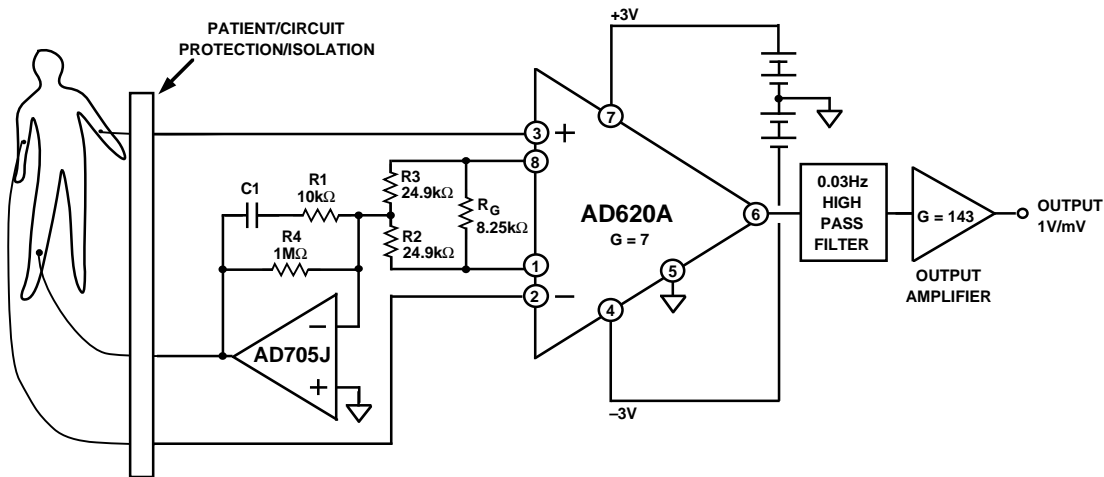 PATIENT/CIRCUIT
PROTECTION/ISOLATION
+3V
3
+
8
7
C1
R1
10kΩ
R3
24.9kΩ
RG
8.25kΩ
R4
1MΩ
R2
24.9kΩ
1
2
–
AD620A
G = 7
6
5
4
0.03Hz
HIGH
PASS
FILTER
G = 143
OUTPUT
1V/mV
OUTPUT
AMPLIFIER
–
AD705J
+
–3V